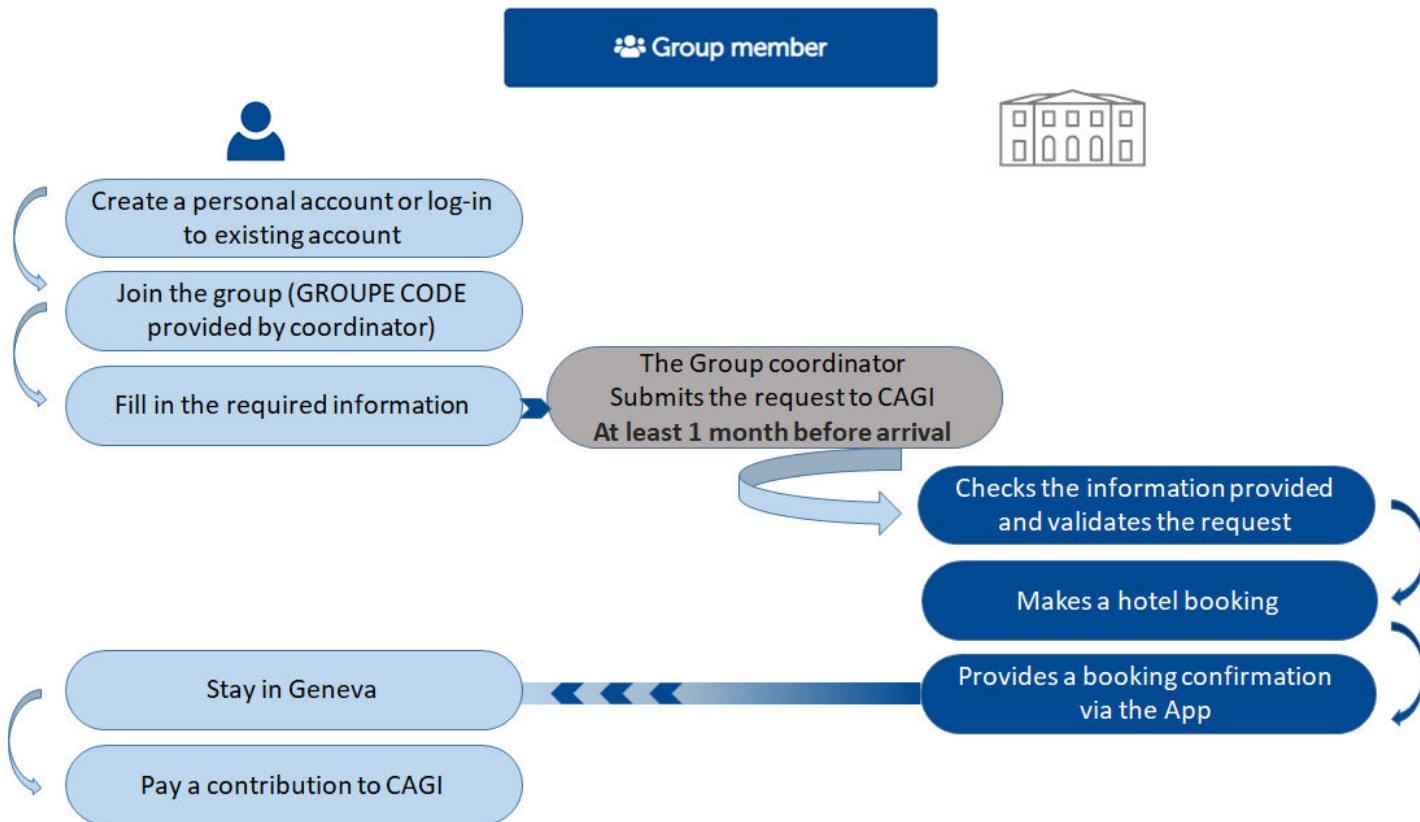 Group member
Create a personal account or log-in
to existing account
Join the group (GROUPE CODE
provided by coordinator)
Fill in the required information
The Group coordinator
Submits the request to CAGI
At least 1 month before arrival
Checks the information provided
and validates the request
Makes a hotel booking
Provides a booking confirmation
via the App
Stay in Geneva
Pay a contribution to CAGI